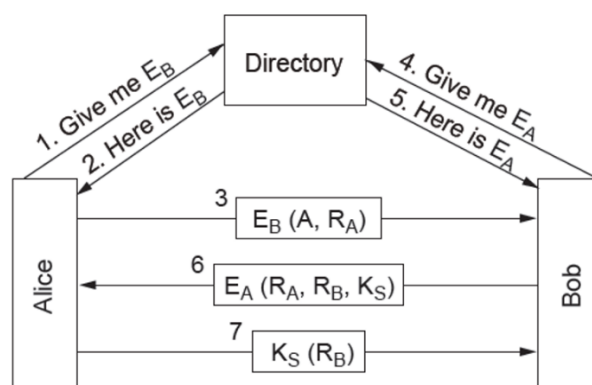 Directory
1. Give me E_B
2. Here is E_B
4. Give me E_A
5. Here is E_A
Alice
3
E_B (A, R_A)
6
E_A (R_A, R_B, K_S)
7
K_S (R_B)
Bob